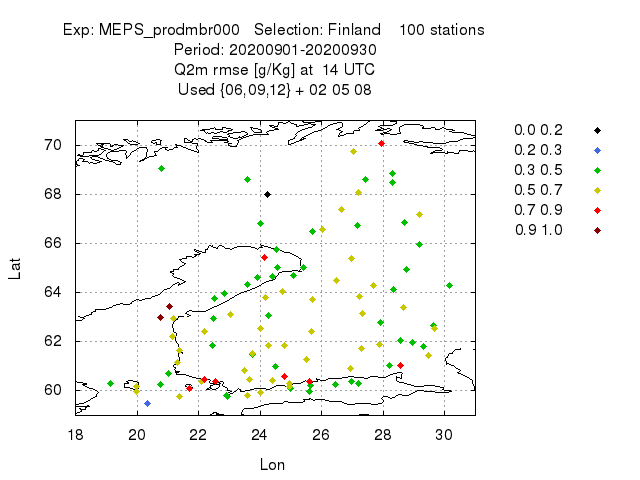 Exp: MEPS_prodmbr000 Selection: Finland 100 stations
Period: 20200901-20200930
Q2m rmse [g/Kg] at 14 UTC
Used {06,09,12} + 02 05 08
70
68
66
64
62
60
18 20 22 24 26 28 30
Lat
Lon
0.0 0.2
0.2 0.3
0.3 0.5
0.5 0.7
0.7 0.9
0.9 1.0